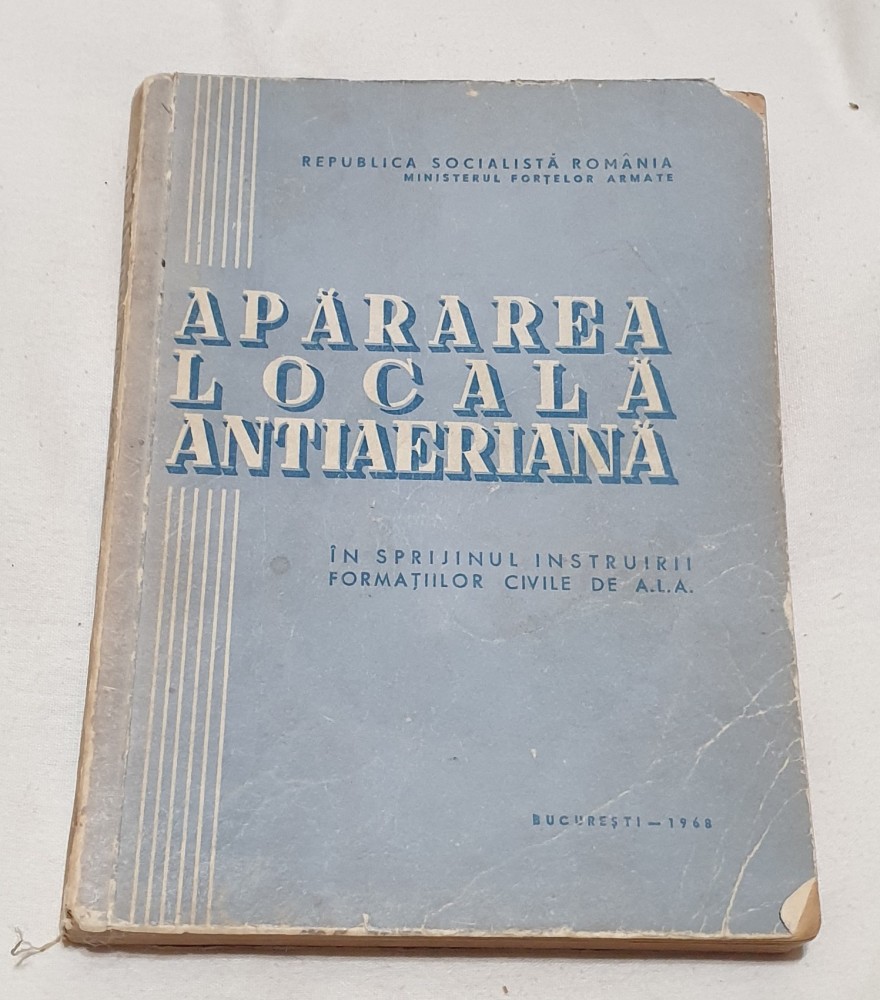 REPUBLICA SOCIALISTĂ ROMÂNIA
MINISTERUL FORȚELOR ARMATE
APĂRAREA
LOCALĂ
ANTIAERIANĂ
ÎN SPRIJINUL INSTRUIRII
FORMAȚIILOR CIVILE DE A.L.A.
BUCUREȘTI — 1968